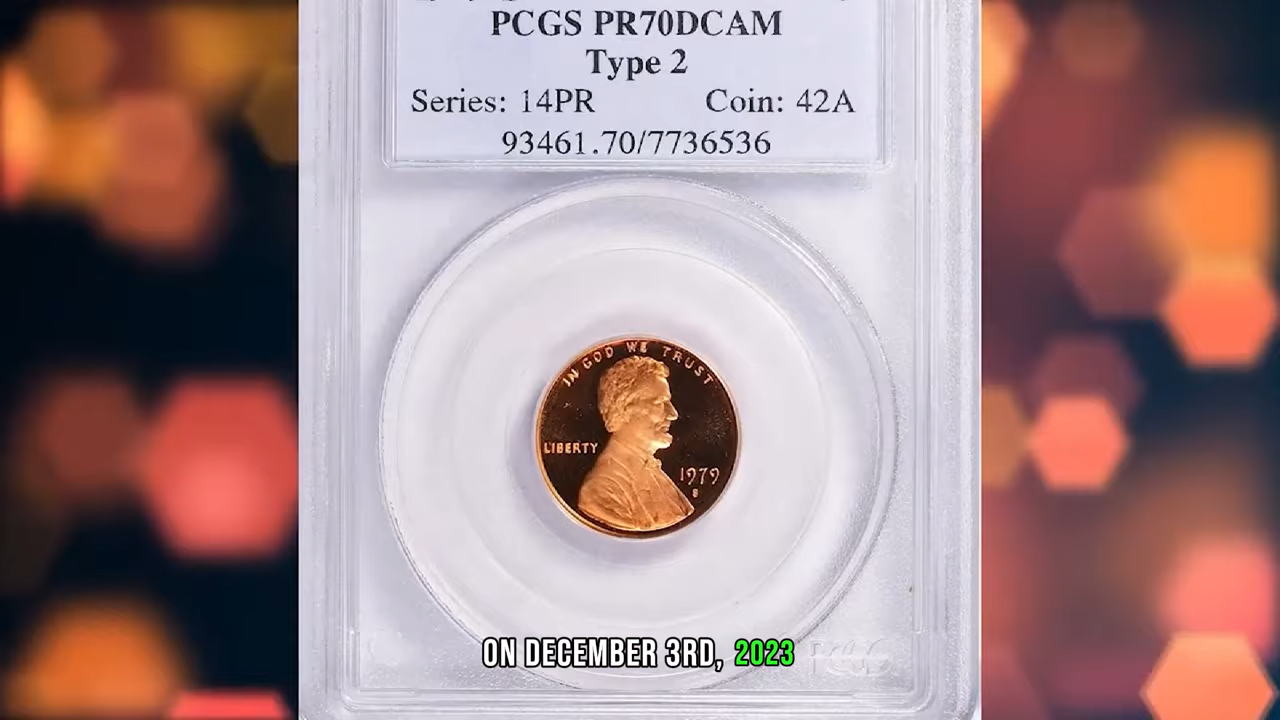 PCGS PR70DCAM
Type 2
Series: 14PR Coin: 42A
93461.70/7736536
IN GOD WE TRUST
LIBERTY
1979
S
ON DECEMBER 3RD, 2023
PCGS